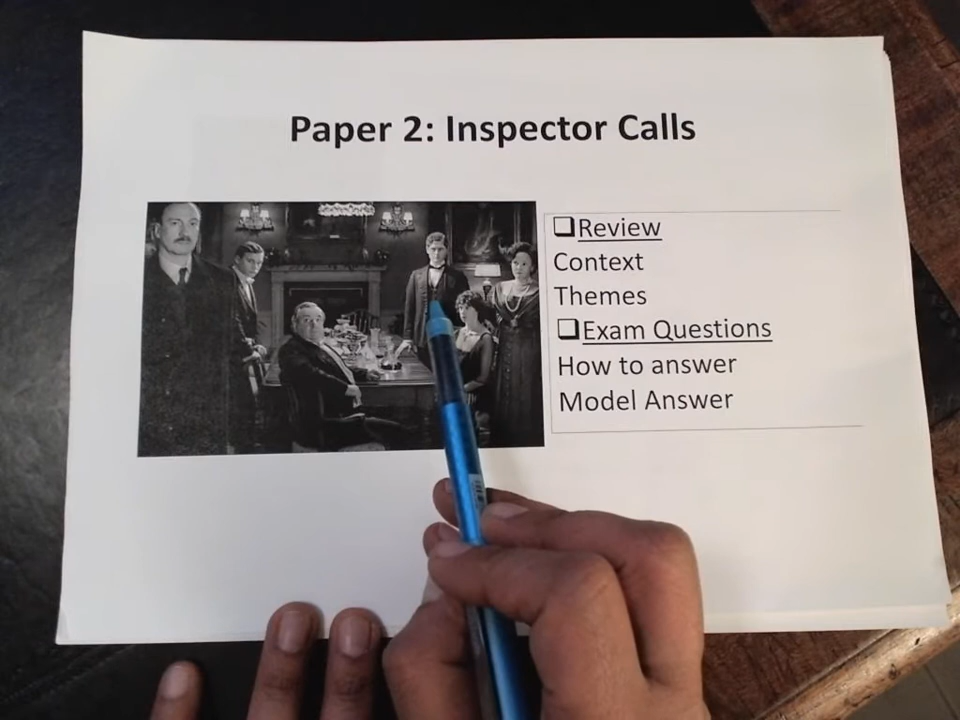 Paper 2: Inspector Calls
Review
Context
Themes
Exam Questions
How to answer
Model Answer